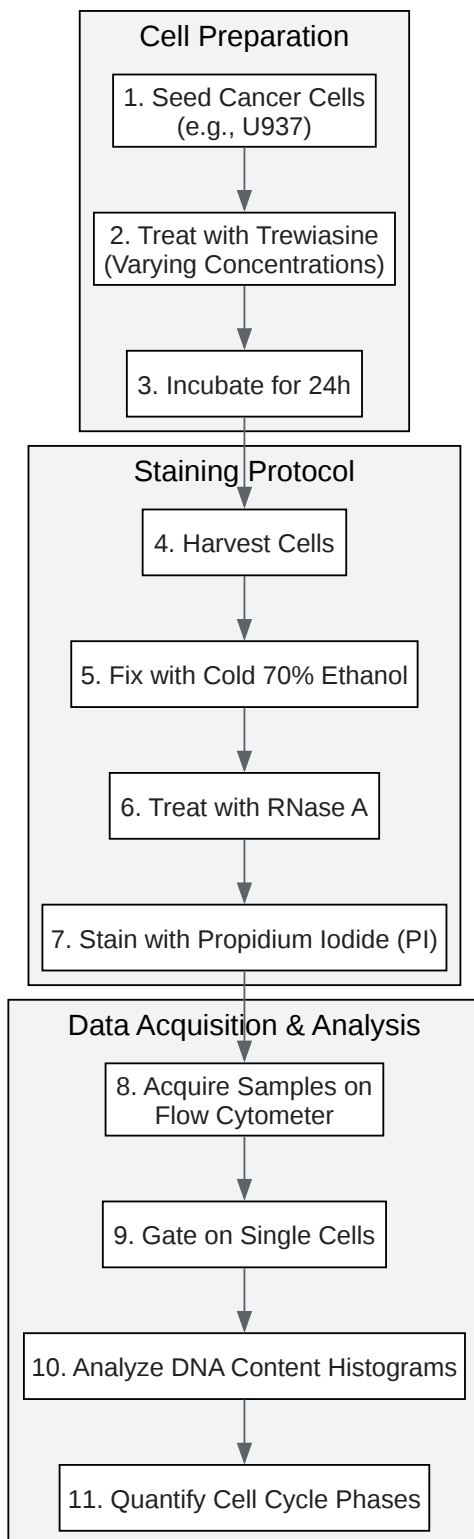 Cell Preparation
1. Seed Cancer Cells
(e.g., U937)
2. Treat with Trewiasine
(Varying Concentrations)
3. Incubate for 24h
Staining Protocol
4. Harvest Cells
5. Fix with Cold 70% Ethanol
6. Treat with RNase A
7. Stain with Propidium Iodide (PI)
Data Acquisition & Analysis
8. Acquire Samples on
Flow Cytometer
9. Gate on Single Cells
10. Analyze DNA Content Histograms
11. Quantify Cell Cycle Phases